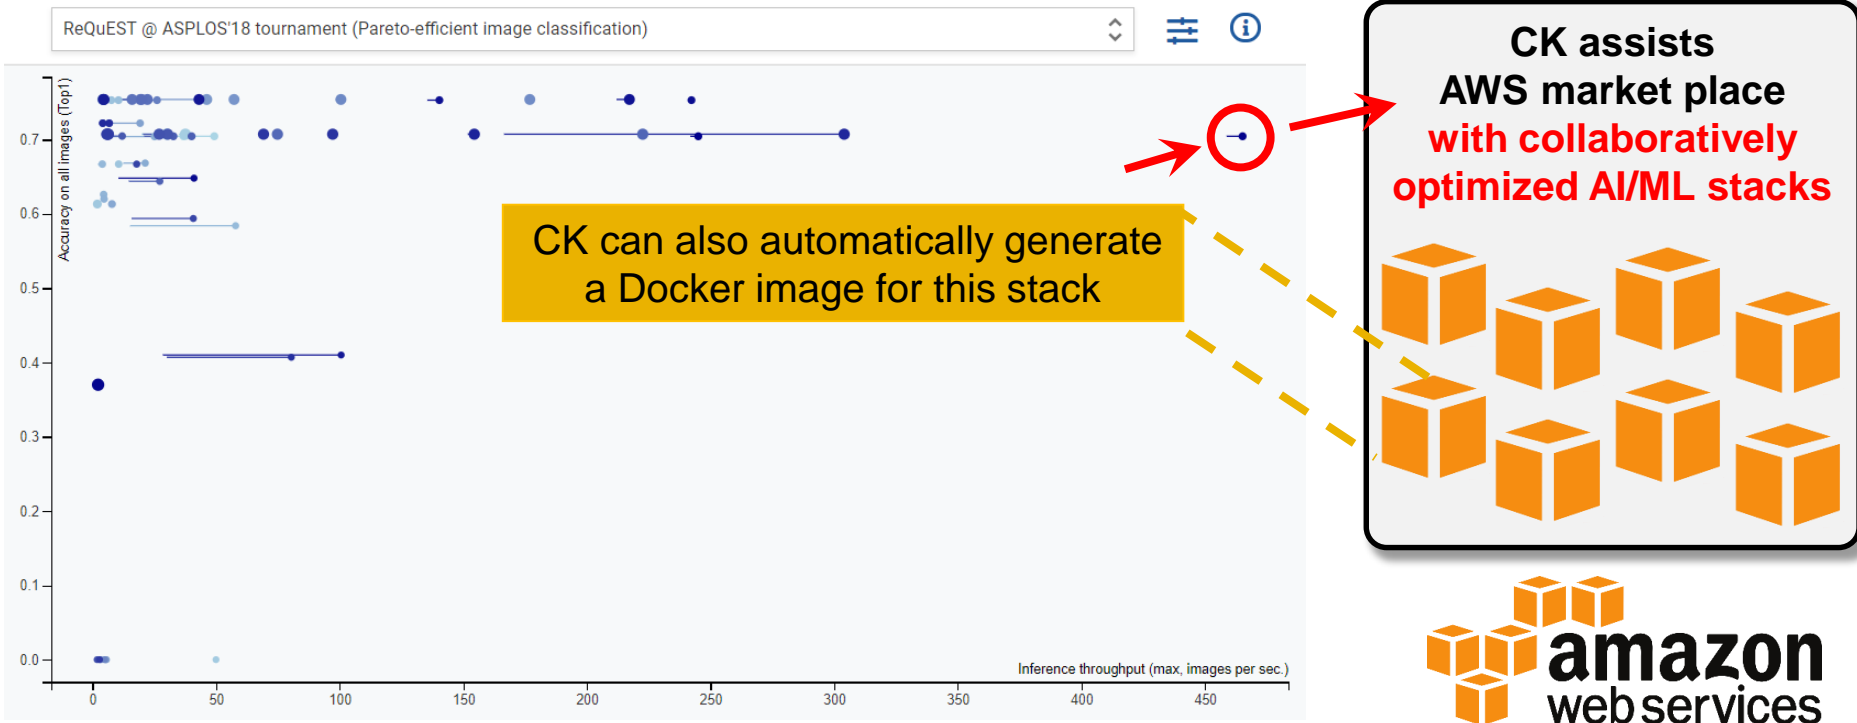 ReQuEST @ ASPLOS'18 tournament (Pareto-efficient image classification)
CK assists
AWS market place
with collaboratively
optimized AI/ML stacks
Accuracy on all images (Top1)
0.7
0.6
0.5
0.4
0.3
0.2
0.1
0.0
CK can also automatically generate
a Docker image for this stack
Inference throughput (max, images per sec.)
0 50 100 150 200 250 300 350 400 450
amazon
web services